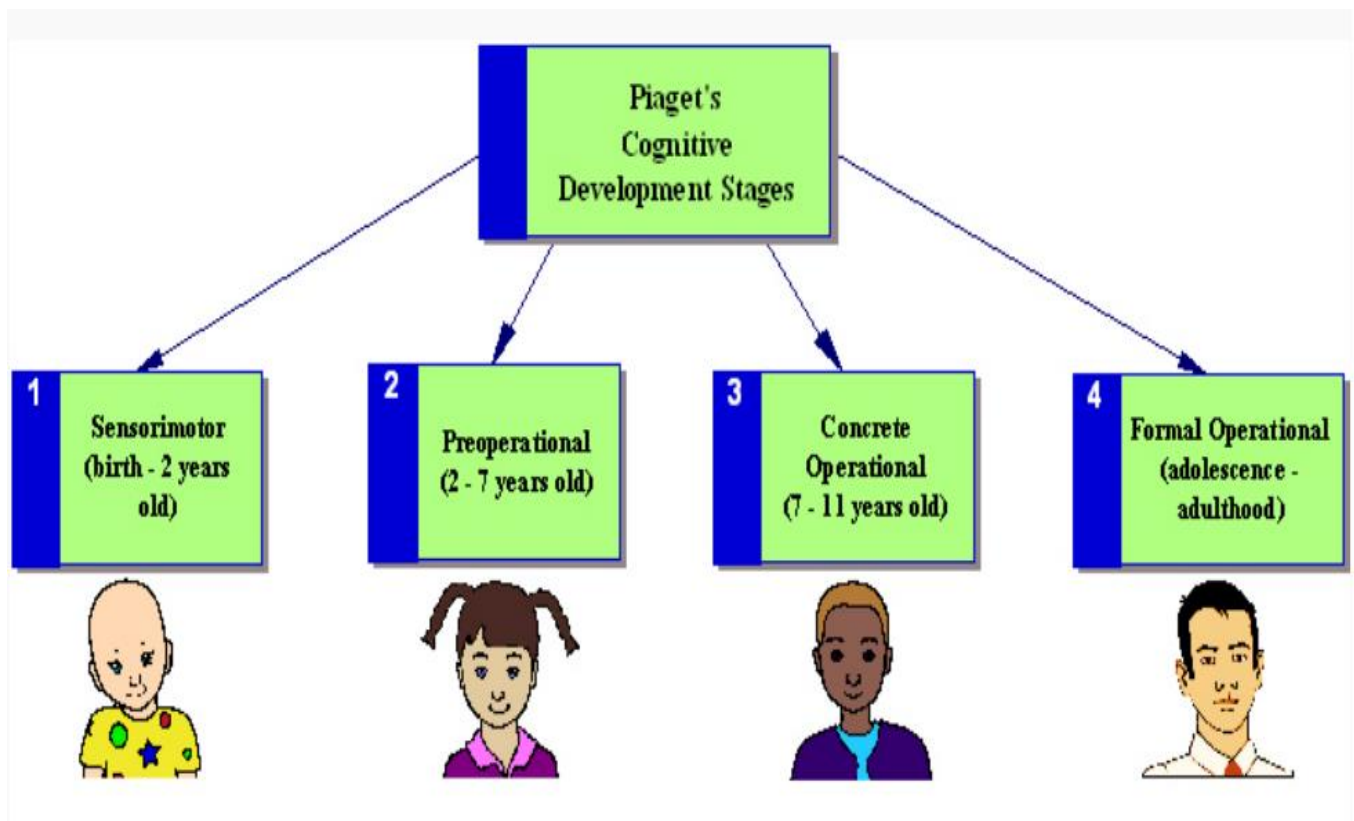 Piaget's
Cognitive
Development Stages
1
Sensorimotor
(birth - 2 years
old)
2
Preoperational
(2 - 7 years old)
3
Concrete
Operational
(7 - 11 years old)
4
Formal Operational
(adolescence -
adulthood)